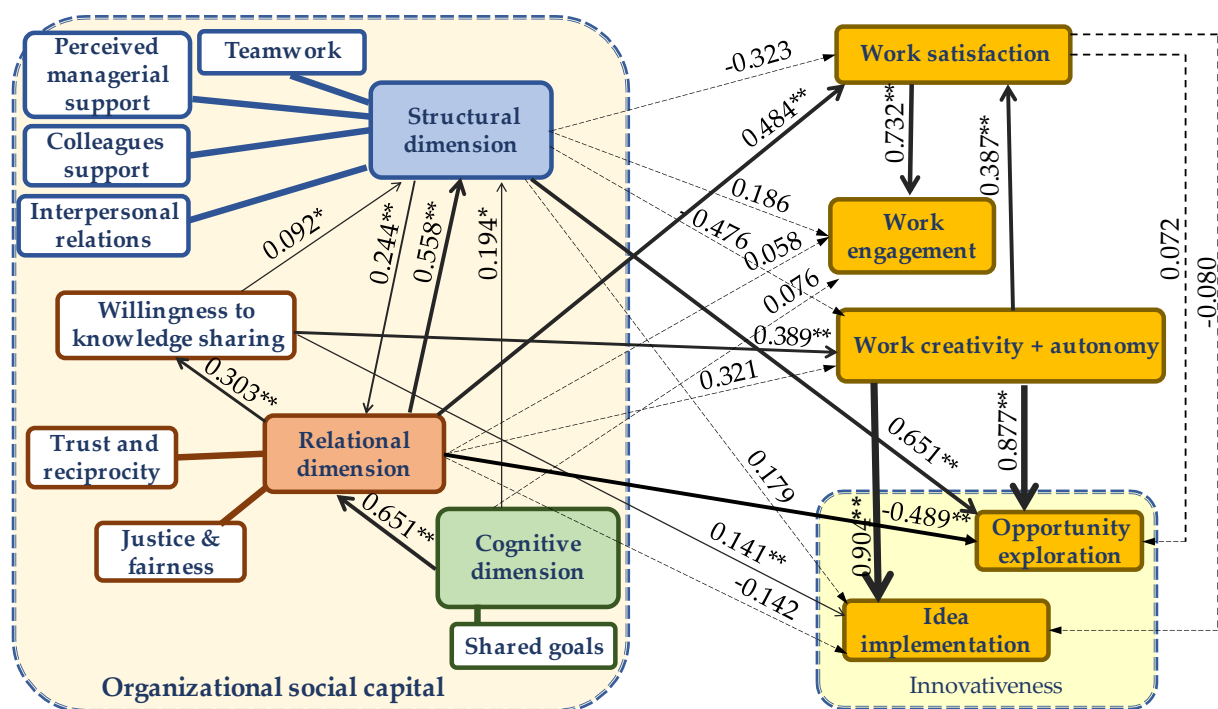 Perceived
managerial
support
Teamwork
Colleagues
support
Interpersonal
relations
Structural
dimension
Willingness to
knowledge sharing
Trust and
reciprocity
Justice &
fairness
Relational
dimension
Cognitive
dimension
Shared goals
Organizational social capital
0.092*
0.244**
0.558**
0.194*
0.303**
0.651**
-0.323
0.484**
0.186
-0.476
0.058
0.076
0.389**
0.321
0.179
0.141**
-0.142
0.651**
-0.489**
0.732**
0.387**
0.877**
0.904**
0.072
-0.080
Work satisfaction
Work
engagement
Work creativity + autonomy
Opportunity
exploration
Idea
implementation
Innovativeness